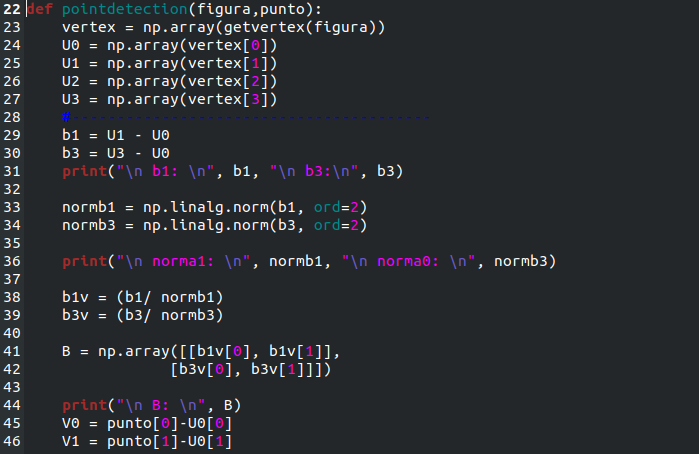 22 def pointdetection(figura,punto):
23     vertex = np.array(getvertex(figura))
24     U0 = np.array(vertex[0])
25     U1 = np.array(vertex[1])
26     U2 = np.array(vertex[2])
27     U3 = np.array(vertex[3])
28     #----------------------------------------
29     b1 = U1 - U0
30     b3 = U3 - U0
31     print("\n b1: \n", b1, "\n b3:\n", b3)
32
33     normb1 = np.linalg.norm(b1, ord=2)
34     normb3 = np.linalg.norm(b3, ord=2)
35
36     print("\n norma1: \n", normb1, "\n norma0: \n", normb3)
37
38     b1v = (b1/ normb1)
39     b3v = (b3/ normb3)
40
41     B = np.array([[b1v[0], b1v[1]],
42                 [b3v[0], b3v[1]]])
43
44     print("\n B: \n", B)
45     V0 = punto[0]-U0[0]
46     V1 = punto[1]-U0[1]